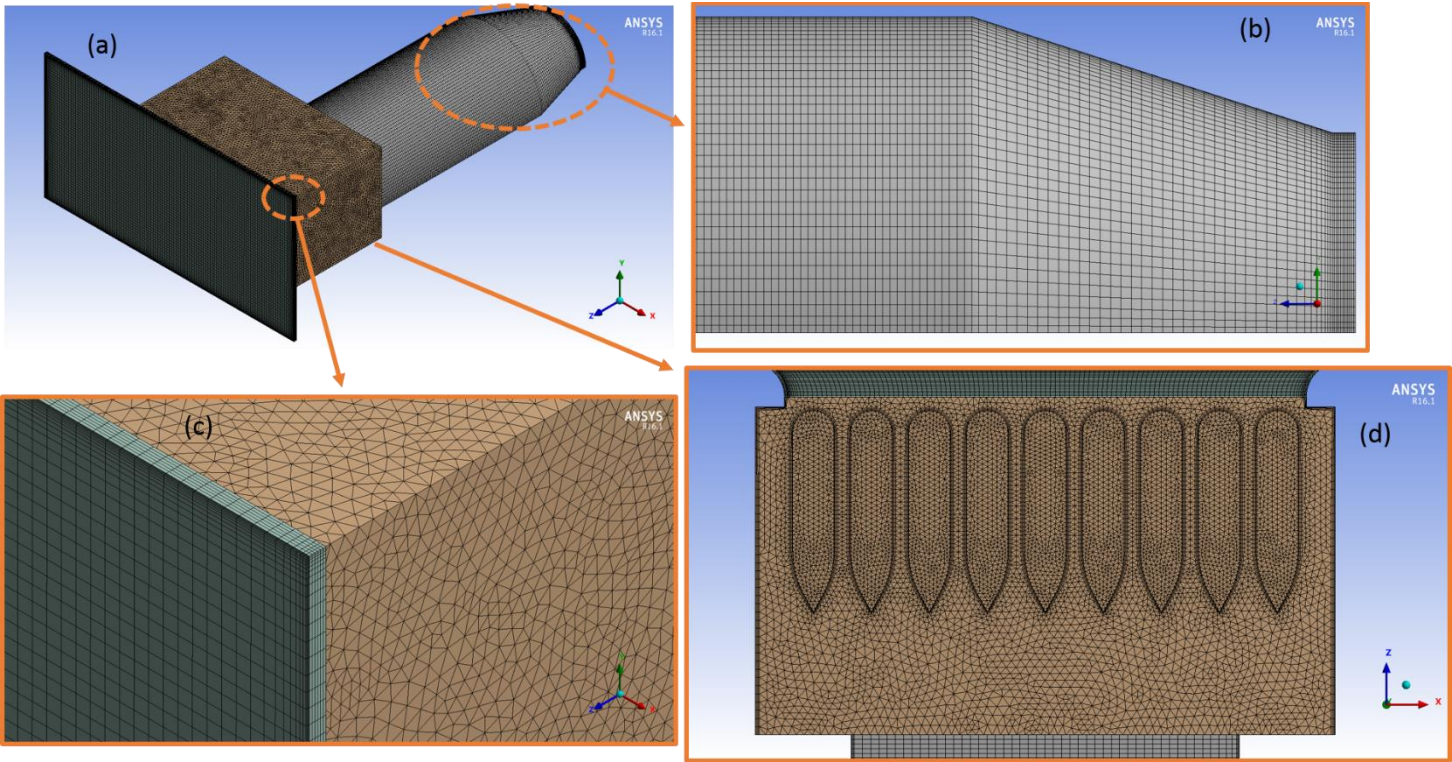 (a)
ANSYS
R16.1
Y
Z
X
(b)
ANSYS
R16.1
(c)
ANSYS
R16.1
Z
X
(d)
ANSYS
R16.1
Z
X